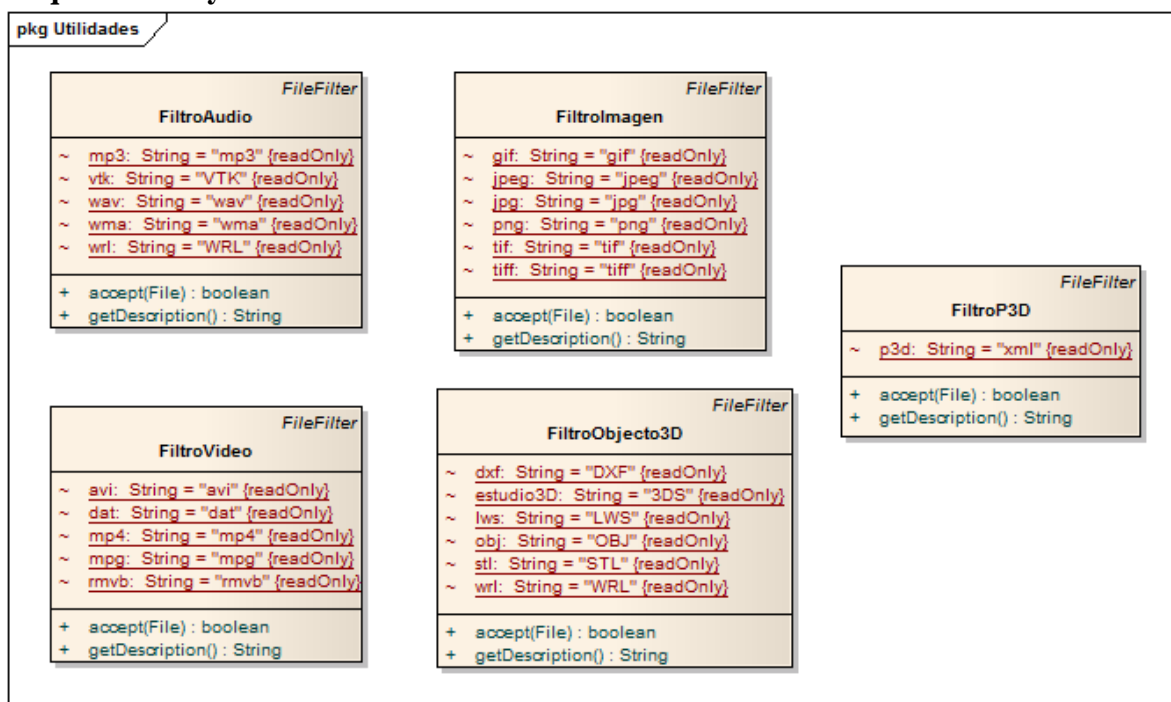 pkg Utilidades
FileFilter
FiltroAudio
~ mp3: String = "mp3" {readOnly}
~ vtk: String = "VTK" {readOnly}
~ wav: String = "wav" {readOnly}
~ wma: String = "wma" {readOnly}
~ wrl: String = "WRL" {readOnly}
+ accept(File) : boolean
+ getDescription() : String
FileFilter
FiltroImagen
~ gif: String = "gif" {readOnly}
~ jpeg: String = "jpeg" {readOnly}
~ jpg: String = "jpg" {readOnly}
~ png: String = "png" {readOnly}
~ tif: String = "tif" {readOnly}
~ tiff: String = "tiff" {readOnly}
+ accept(File) : boolean
+ getDescription() : String
FileFilter
FiltroP3D
~ p3d: String = "xml" {readOnly}
+ accept(File) : boolean
+ getDescription() : String
FileFilter
FiltroVideo
~ avi: String = "avi" {readOnly}
~ dat: String = "dat" {readOnly}
~ mp4: String = "mp4" {readOnly}
~ mpg: String = "mpg" {readOnly}
~ rmvb: String = "rmvb" {readOnly}
+ accept(File) : boolean
+ getDescription() : String
FileFilter
FiltroObjecto3D
~ dxf: String = "DXF" {readOnly}
~ estudio3D: String = "3DS" {readOnly}
~ lws: String = "LWS" {readOnly}
~ obj: String = "OBJ" {readOnly}
~ stl: String = "STL" {readOnly}
~ wrl: String = "WRL" {readOnly}
+ accept(File) : boolean
+ getDescription() : String